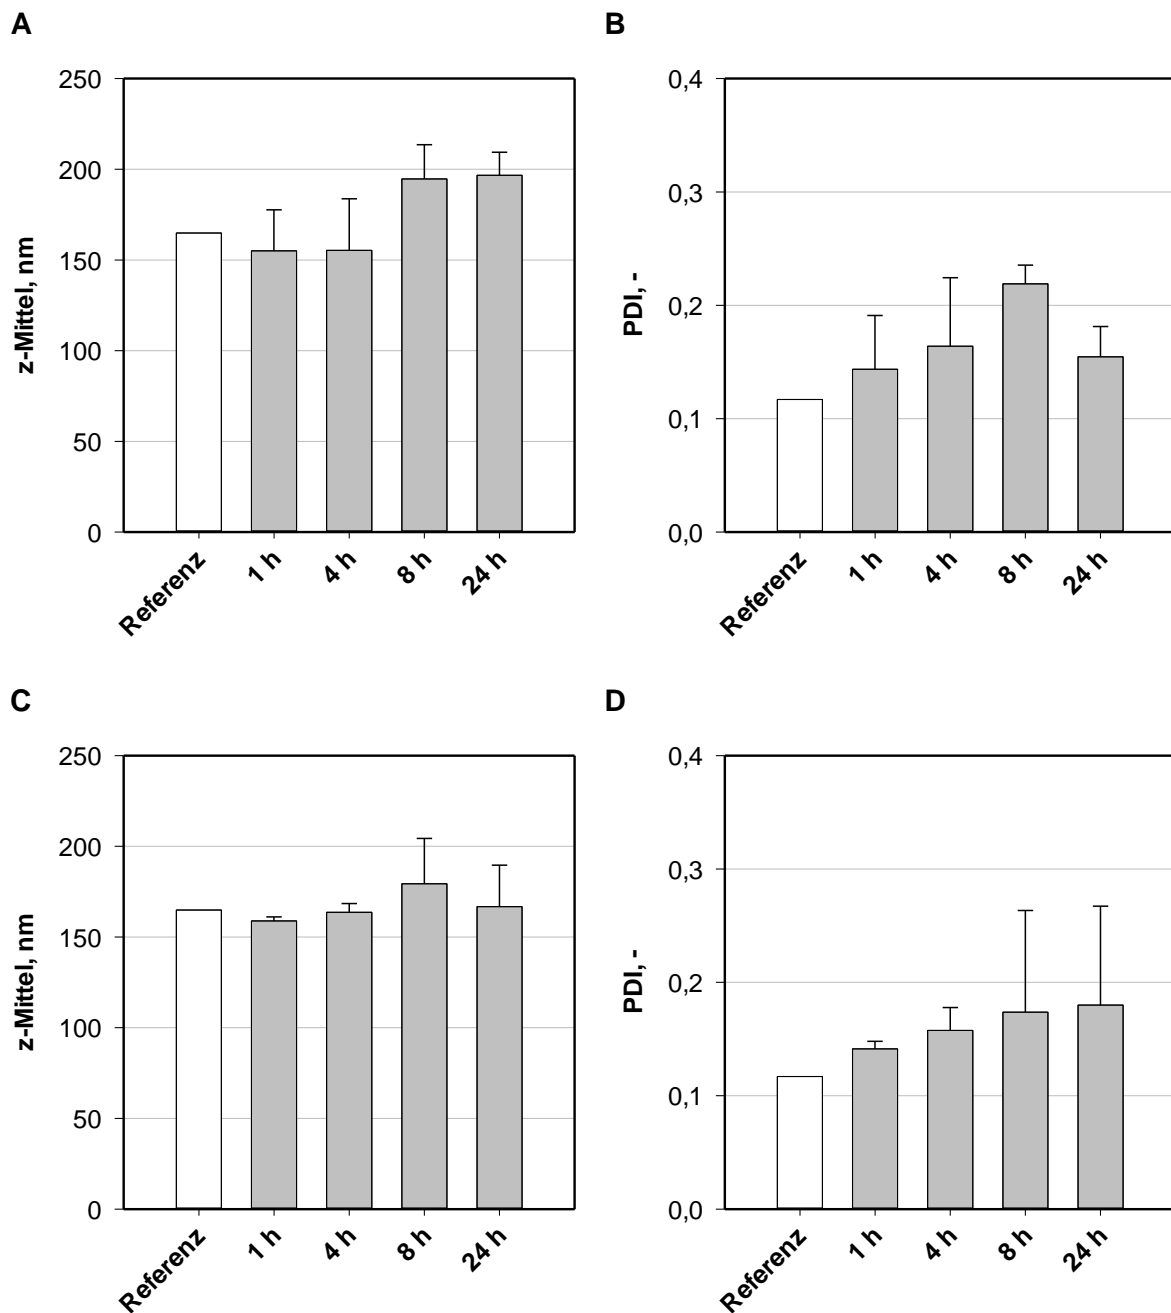 A
250
200
150
100
50
0
z-Mittel, nm
Referenz
1 h
4 h
8 h
24 h
B
0,4
0,3
0,2
0,1
0,0
PDI, -
Referenz
1 h
4 h
8 h
24 h
C
250
200
150
100
50
0
z-Mittel, nm
Referenz
1 h
4 h
8 h
24 h
D
0,4
0,3
0,2
0,1
0,0
PDI, -
Referenz
1 h
4 h
8 h
24 h